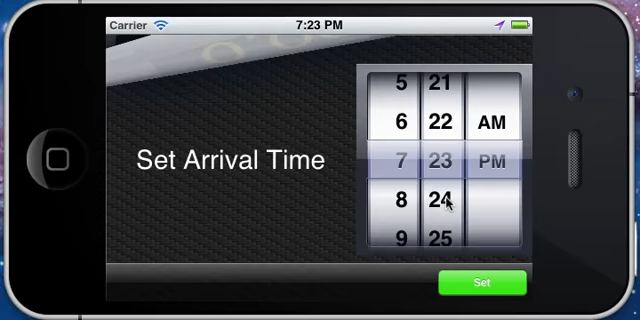 Carrier 7:23 PM
5 21
6 22 AM
Set Arrival Time 7 23 PM
8 24
9 25
Set